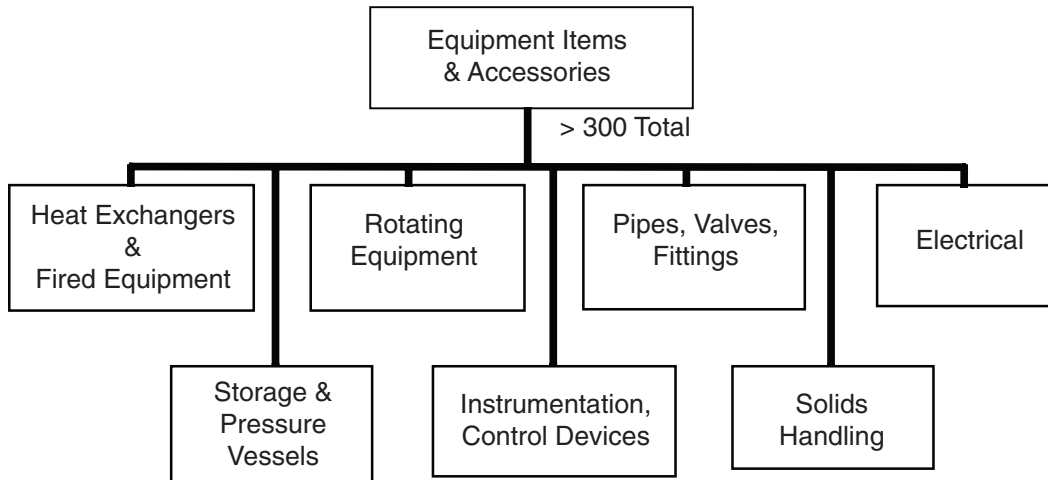 Equipment Items
& Accessories
> 300 Total
Heat Exchangers
&
Fired Equipment
Rotating
Equipment
Pipes, Valves,
Fittings
Electrical
Storage &
Pressure
Vessels
Instrumentation,
Control Devices
Solids
Handling